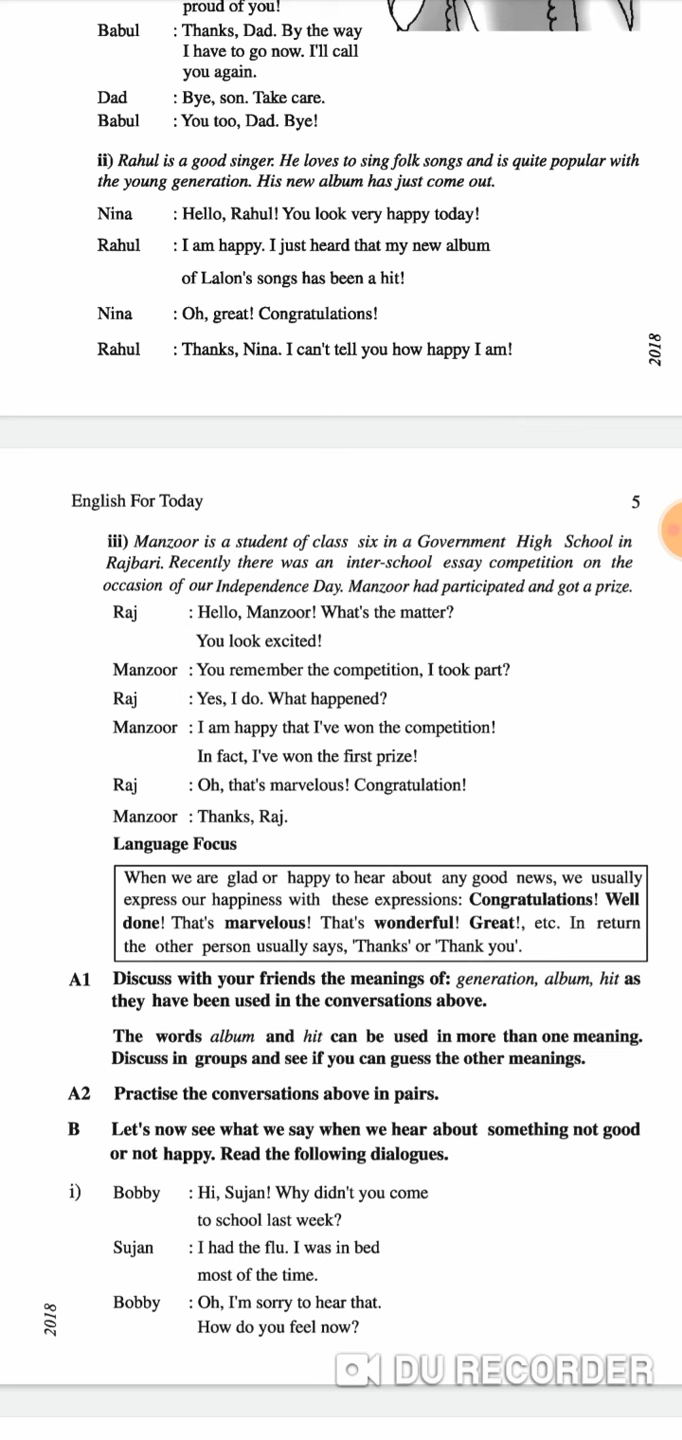 proud of you!
Babul : Thanks, Dad. By the way
I have to go now. I'll call
you again.
Dad : Bye, son. Take care.
Babul : You too, Dad. Bye!
ii) Rahul is a good singer. He loves to sing folk songs and is quite popular with
the young generation. His new album has just come out.
Nina : Hello, Rahul! You look very happy today!
Rahul : I am happy. I just heard that my new album
of Lalon's songs has been a hit!
Nina : Oh, great! Congratulations!
Rahul : Thanks, Nina. I can't tell you how happy I am!
2018
English For Today 5
iii) Manzoor is a student of class six in a Government High School in
Rajbari. Recently there was an inter-school essay competition on the
occasion of our Independence Day. Manzoor had participated and got a prize.
Raj : Hello, Manzoor! What's the matter?
You look excited!
Manzoor : You remember the competition, I took part?
Raj : Yes, I do. What happened?
Manzoor : I am happy that I've won the competition!
In fact, I've won the first prize!
Raj : Oh, that's marvelous! Congratulation!
Manzoor : Thanks, Raj.
Language Focus
When we are glad or happy to hear about any good news, we usually
express our happiness with these expressions: Congratulations! Well
done! That's marvelous! That's wonderful! Great!, etc. In return
the other person usually says, 'Thanks' or 'Thank you'.
A1 Discuss with your friends the meanings of: generation, album, hit as
they have been used in the conversations above.
The words album and hit can be used in more than one meaning.
Discuss in groups and see if you can guess the other meanings.
A2 Practise the conversations above in pairs.
B Let's now see what we say when we hear about something not good
or not happy. Read the following dialogues.
i) Bobby : Hi, Sujan! Why didn't you come
to school last week?
Sujan : I had the flu. I was in bed
most of the time.
Bobby : Oh, I'm sorry to hear that.
How do you feel now?
2018
DU RECORDER